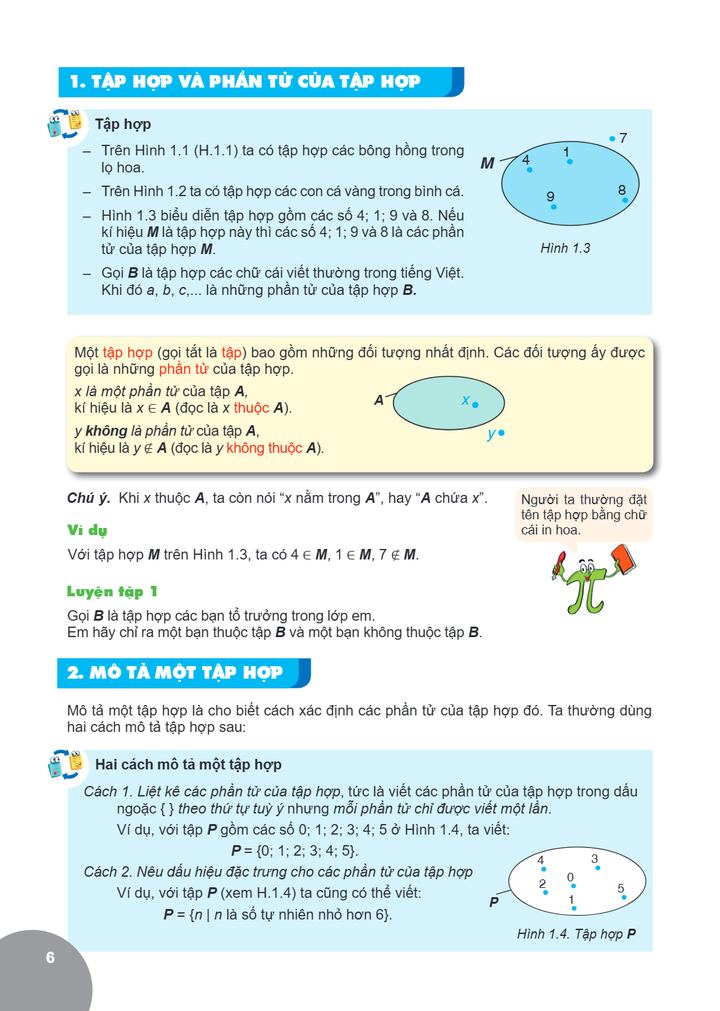 1. TẬP HỢP VÀ PHẦN TỬ CỦA TẬP HỢP
Tập hợp
– Trên Hình 1.1 (H.1.1) ta có tập hợp các bông hồng trong
lọ hoa.
– Trên Hình 1.2 ta có tập hợp các con cá vàng trong bình cá.
– Hình 1.3 biểu diễn tập hợp gồm các số 4; 1; 9 và 8. Nếu
kí hiệu M là tập hợp này thì các số 4; 1; 9 và 8 là các phần
tử của tập hợp M.
– Gọi B là tập hợp các chữ cái viết thường trong tiếng Việt.
Khi đó a, b, c,... là những phần tử của tập hợp B.
7
M 4 1
9 8
Hình 1.3
Một tập hợp (gọi tắt là tập) bao gồm những đối tượng nhất định. Các đối tượng ấy được
gọi là những phần tử của tập hợp.
x là một phần tử của tập A,
kí hiệu là x ∈ A (đọc là x thuộc A).
y không là phần tử của tập A,
kí hiệu là y ∉ A (đọc là y không thuộc A).
A x
y
Chú ý. Khi x thuộc A, ta còn nói “x nằm trong A”, hay “A chứa x”.
Người ta thường đặt
tên tập hợp bằng chữ
cái in hoa.
Ví dụ
Với tập hợp M trên Hình 1.3, ta có 4 ∈ M, 1 ∈ M, 7 ∉ M.
Luyện tập 1
Gọi B là tập hợp các bạn tổ trưởng trong lớp em.
Em hãy chỉ ra một bạn thuộc tập B và một bạn không thuộc tập B.
2. MÔ TẢ MỘT TẬP HỢP
Mô tả một tập hợp là cho biết cách xác định các phần tử của tập hợp đó. Ta thường dùng
hai cách mô tả tập hợp sau:
Hai cách mô tả một tập hợp
Cách 1. Liệt kê các phần tử của tập hợp, tức là viết các phần tử của tập hợp trong dấu
ngoặc { } theo thứ tự tuỳ ý nhưng mỗi phần tử chỉ được viết một lần.
Ví dụ, với tập P gồm các số 0; 1; 2; 3; 4; 5 ở Hình 1.4, ta viết:
P = {0; 1; 2; 3; 4; 5}.
Cách 2. Nêu dấu hiệu đặc trưng cho các phần tử của tập hợp
Ví dụ, với tập P (xem H.1.4) ta cũng có thể viết:
P = {n | n là số tự nhiên nhỏ hơn 6}.
4 3
2 0 5
P 1
Hình 1.4. Tập hợp P
6